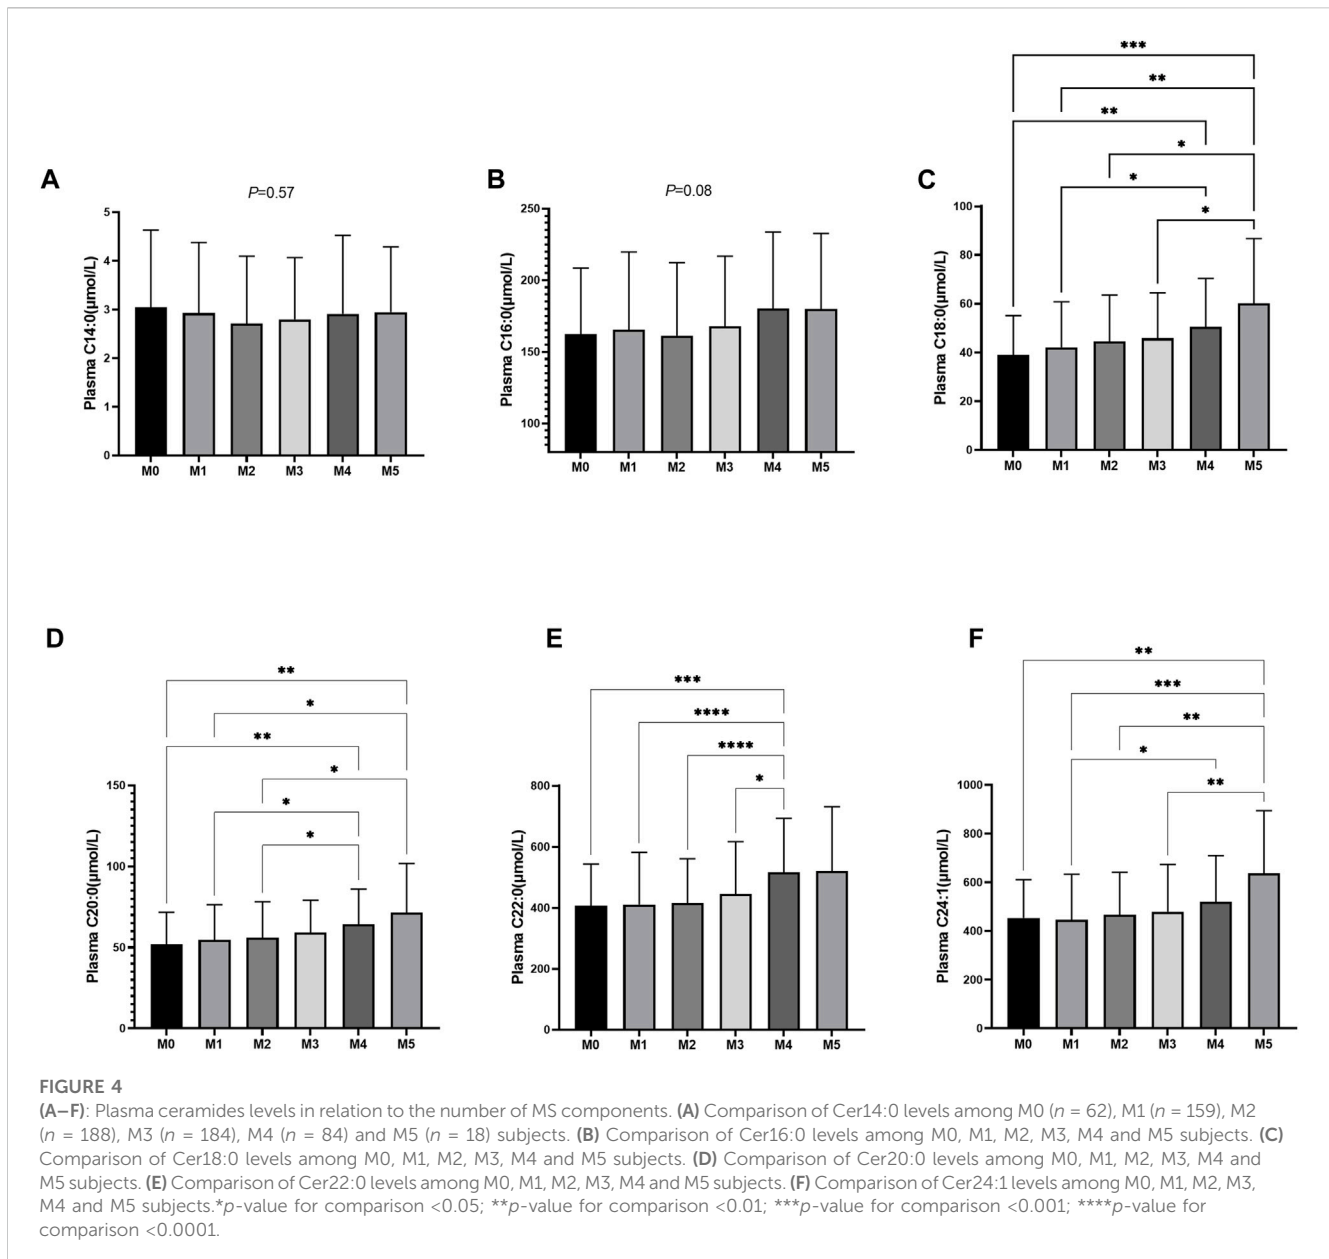 A
P=0.57
Plasma C14:0(μmol/L)
5
4
3
2
1
0
M0 M1 M2 M3 M4 M5
B
P=0.08
Plasma C16:0(μmol/L)
250
200
150
100
M0 M1 M2 M3 M4 M5
C
***
**
**
*
*
*
Plasma C18:0(μmol/L)
100
80
60
40
20
0
M0 M1 M2 M3 M4 M5
D
**
*
**
*
*
*
Plasma C20:0(μmol/L)
150
100
50
0
M0 M1 M2 M3 M4 M5
E
***
****
****
*
Plasma C22:0(μmol/L)
800
600
400
200
0
M0 M1 M2 M3 M4 M5
F
**
***
**
*
**
Plasma C24:1(μmol/L)
1000
800
600
400
200
0
M0 M1 M2 M3 M4 M5
FIGURE 4
(A–F): Plasma ceramides levels in relation to the number of MS components. (A) Comparison of Cer14:0 levels among M0 (n = 62), M1 (n = 159), M2
(n = 188), M3 (n = 184), M4 (n = 84) and M5 (n = 18) subjects. (B) Comparison of Cer16:0 levels among M0, M1, M2, M3, M4 and M5 subjects. (C)
Comparison of Cer18:0 levels among M0, M1, M2, M3, M4 and M5 subjects. (D) Comparison of Cer20:0 levels among M0, M1, M2, M3, M4 and
M5 subjects. (E) Comparison of Cer22:0 levels among M0, M1, M2, M3, M4 and M5 subjects. (F) Comparison of Cer24:1 levels among M0, M1, M2, M3,
M4 and M5 subjects.*p-value for comparison <0.05; **p-value for comparison <0.01; ***p-value for comparison <0.001; ****p-value for
comparison <0.0001.